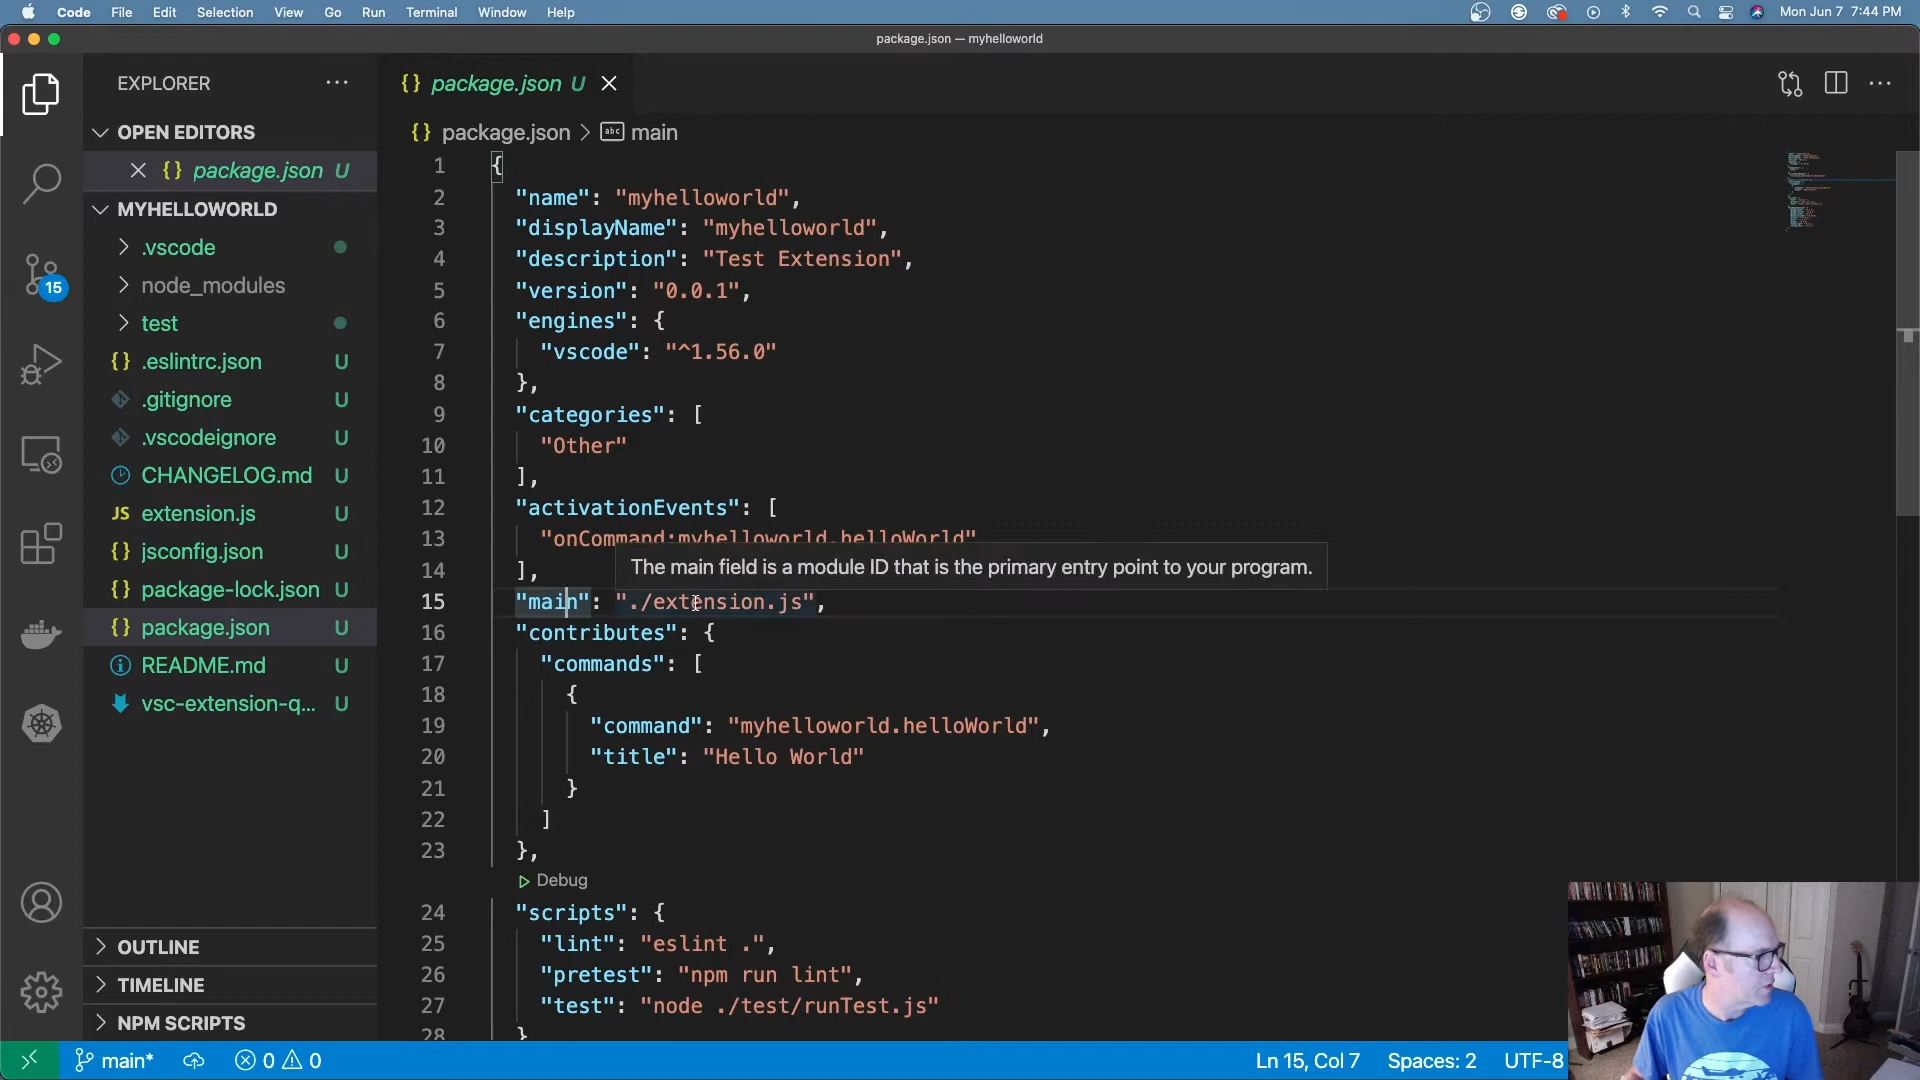 Code File Edit Selection View Go Run Terminal Window Help Mon Jun 7 7:44 PM
package.json — myhelloworld
EXPLORER
OPEN EDITORS
package.json U
MYHELLOWORLD
.vscode
node_modules
test
.eslintrc.json U
.gitignore U
.vscodeignore U
CHANGELOG.md U
JS extension.js U
jsconfig.json U
package-lock.json U
package.json U
README.md U
vsc-extension-q... U
OUTLINE
TIMELINE
NPM SCRIPTS
15
package.json U
package.json > main
1 {
2 "name": "myhelloworld",
3 "displayName": "myhelloworld",
4 "description": "Test Extension",
5 "version": "0.0.1",
6 "engines": {
7 "vscode": "^1.56.0"
8 },
9 "categories": [
10 "Other"
11 ],
12 "activationEvents": [
13 "onCommand:myhelloworld.helloWorld"
14 ],
The main field is a module ID that is the primary entry point to your program.
15 "main": "./extension.js",
16 "contributes": {
17 "commands": [
18 {
19 "command": "myhelloworld.helloWorld",
20 "title": "Hello World"
21 }
22 ]
23 },
Debug
24 "scripts": {
25 "lint": "eslint .",
26 "pretest": "npm run lint",
27 "test": "node ./test/runTest.js"
28 }
main* 0 0 Ln 15, Col 7 Spaces: 2 UTF-8